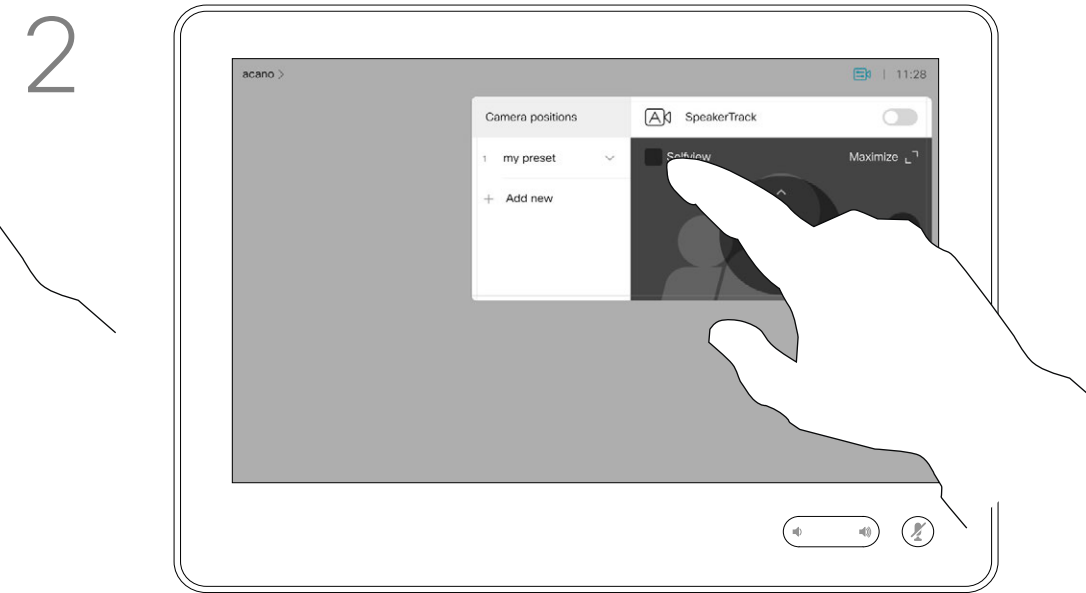 2
acano >
11:28
Camera positions
SpeakerTrack
1 my preset
Selfview
Maximize
+ Add new